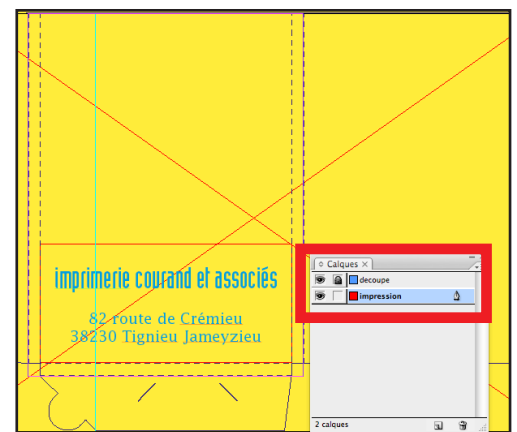 imprimerie courand et associés
82 route de Crémieu
38230 Tignieu Jameyzieu
Calques
decoupe
impression
2 calques